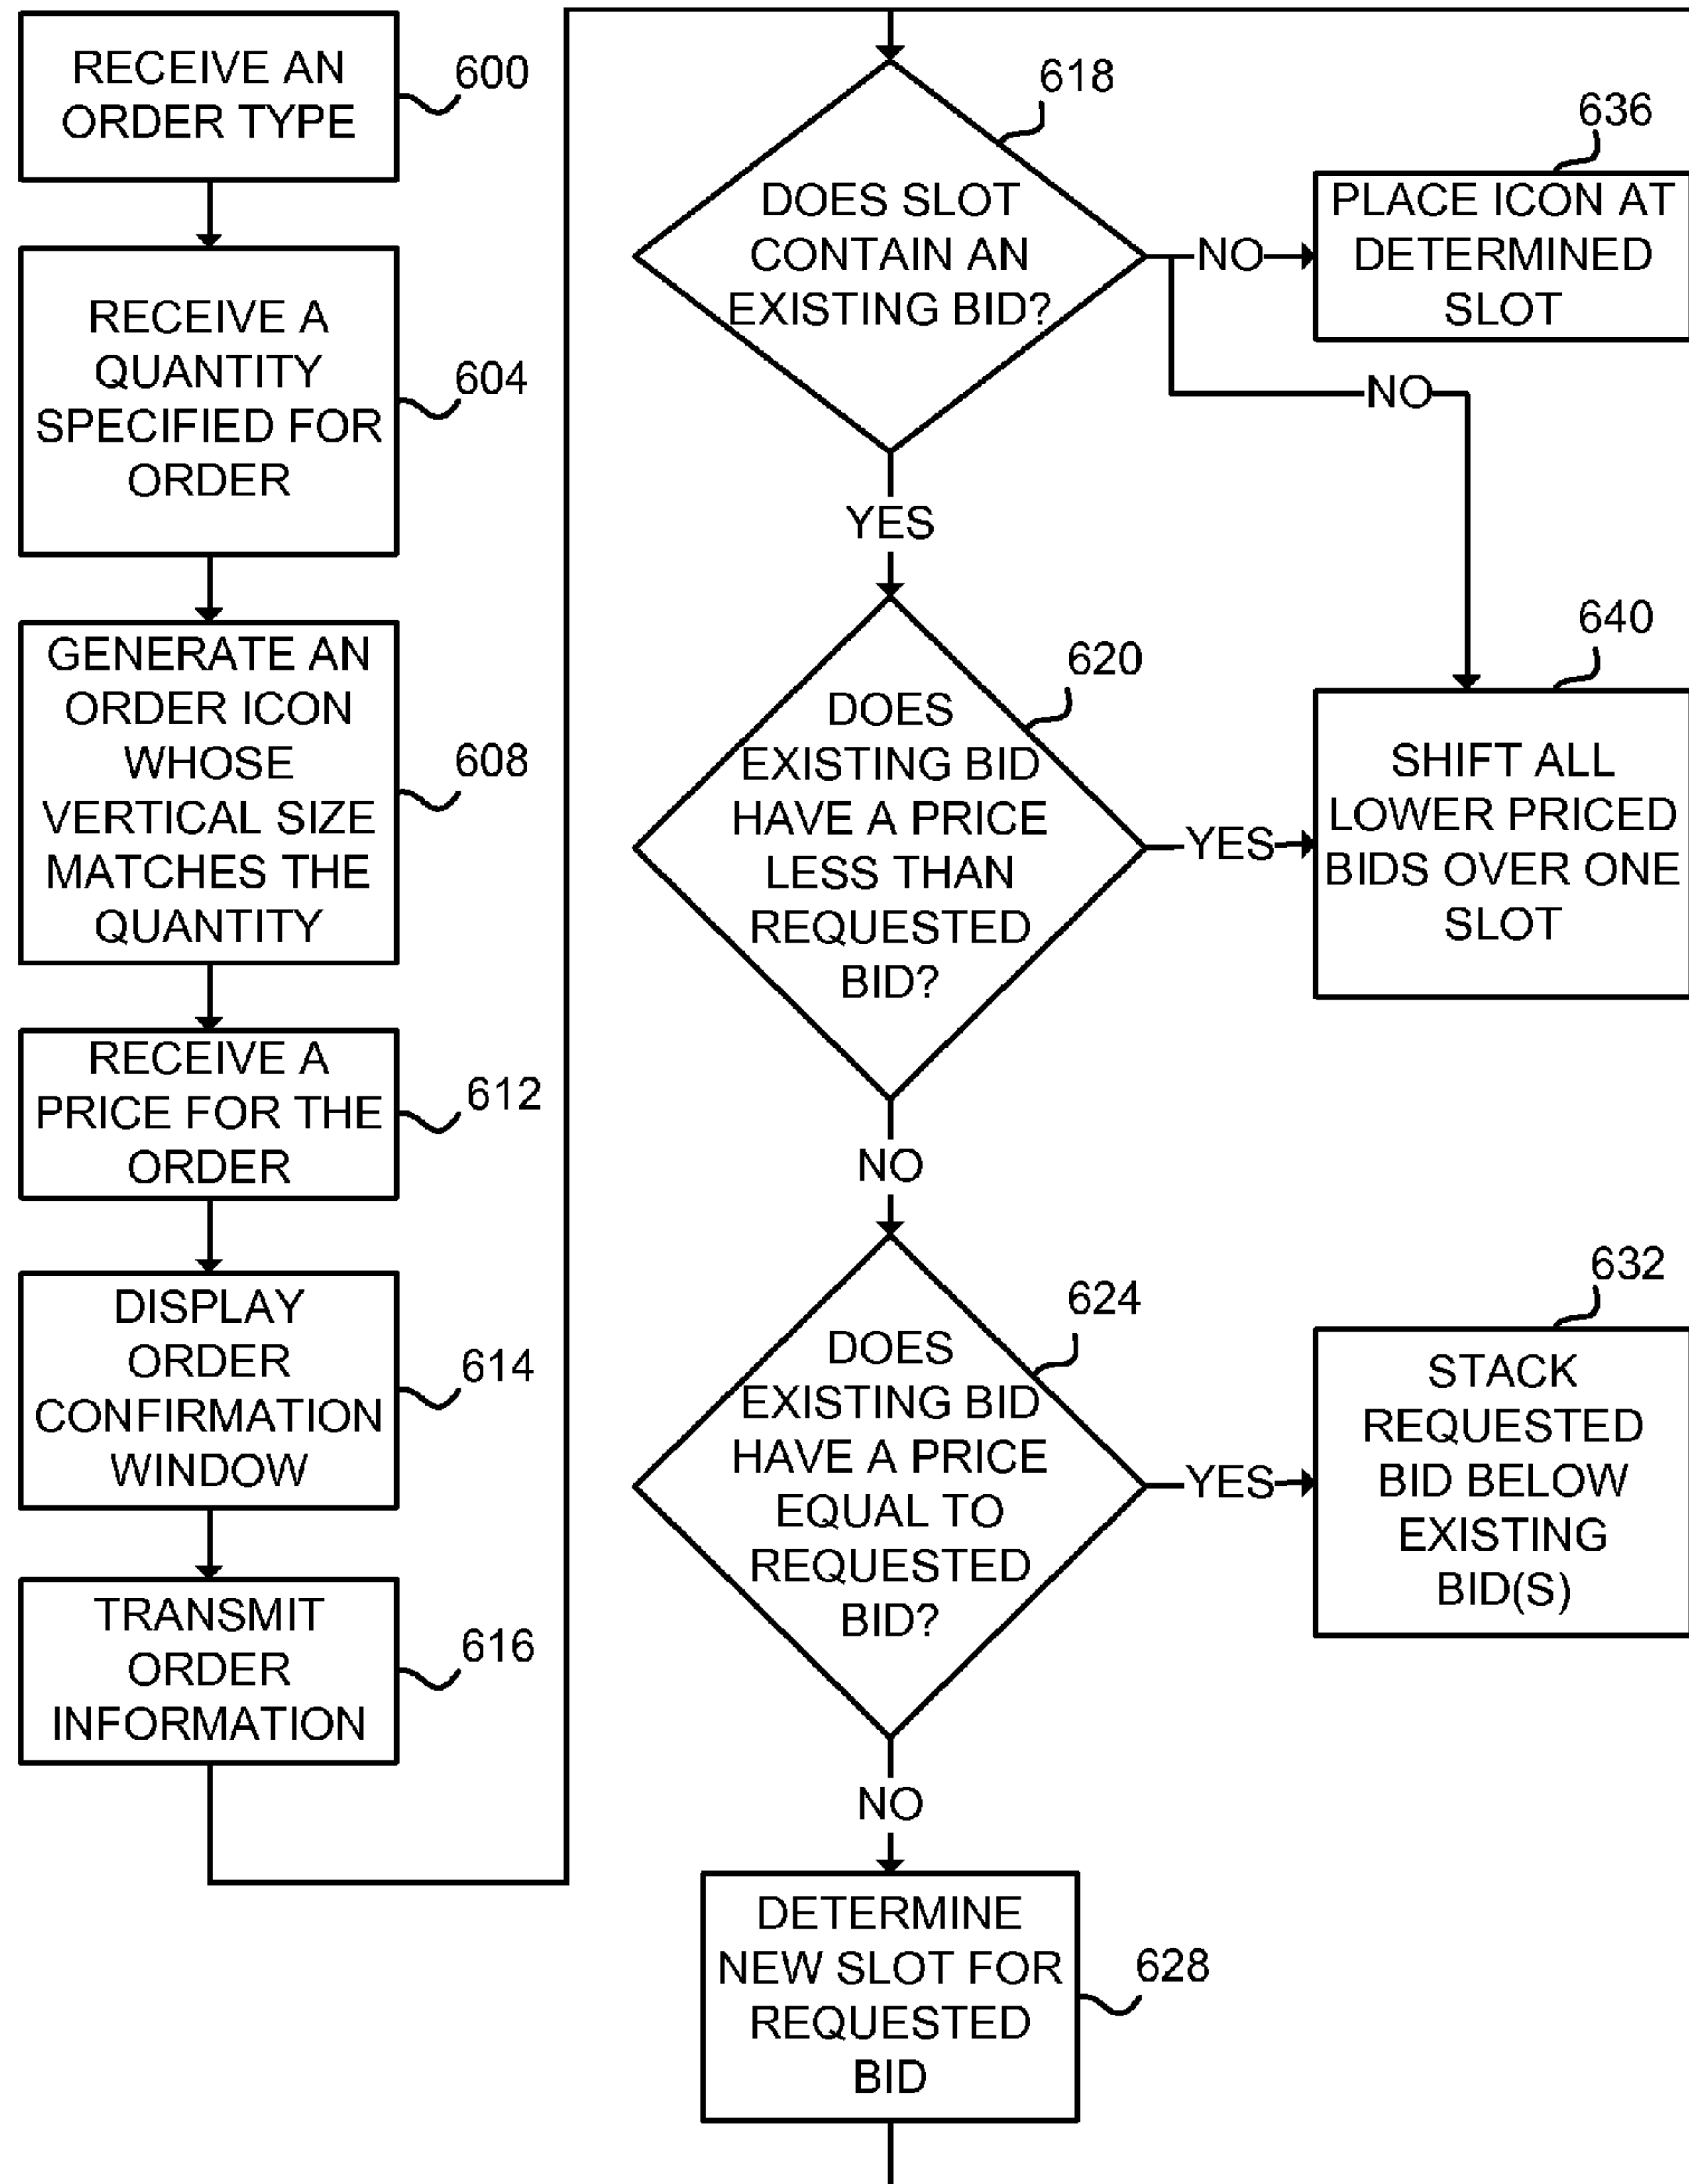 RECEIVE AN
ORDER TYPE
600
RECEIVE A
QUANTITY
SPECIFIED FOR
ORDER
604
GENERATE AN
ORDER ICON
WHOSE
VERTICAL SIZE
MATCHES THE
QUANTITY
608
RECEIVE A
PRICE FOR THE
ORDER
612
DISPLAY
ORDER
CONFIRMATION
WINDOW
614
TRANSMIT
ORDER
INFORMATION
616
618
DOES SLOT
CONTAIN AN
EXISTING BID?
NO
636
PLACE ICON AT
DETERMINED
SLOT
NO
YES
620
DOES
EXISTING BID
HAVE A PRICE
LESS THAN
REQUESTED
BID?
YES
640
SHIFT ALL
LOWER PRICED
BIDS OVER ONE
SLOT
NO
624
DOES
EXISTING BID
HAVE A PRICE
EQUAL TO
REQUESTED
BID?
YES
632
STACK
REQUESTED
BID BELOW
EXISTING
BID(S)
NO
DETERMINE
NEW SLOT FOR
REQUESTED
BID
628